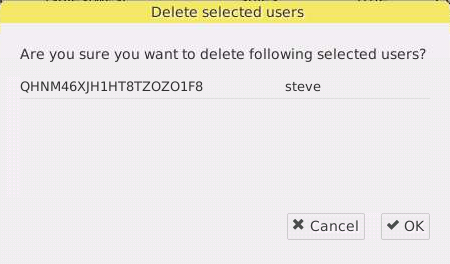 Delete selected users
Are you sure you want to delete following selected users?
QHNM46XJH1HT8TZOZO1F8 steve
Cancel OK